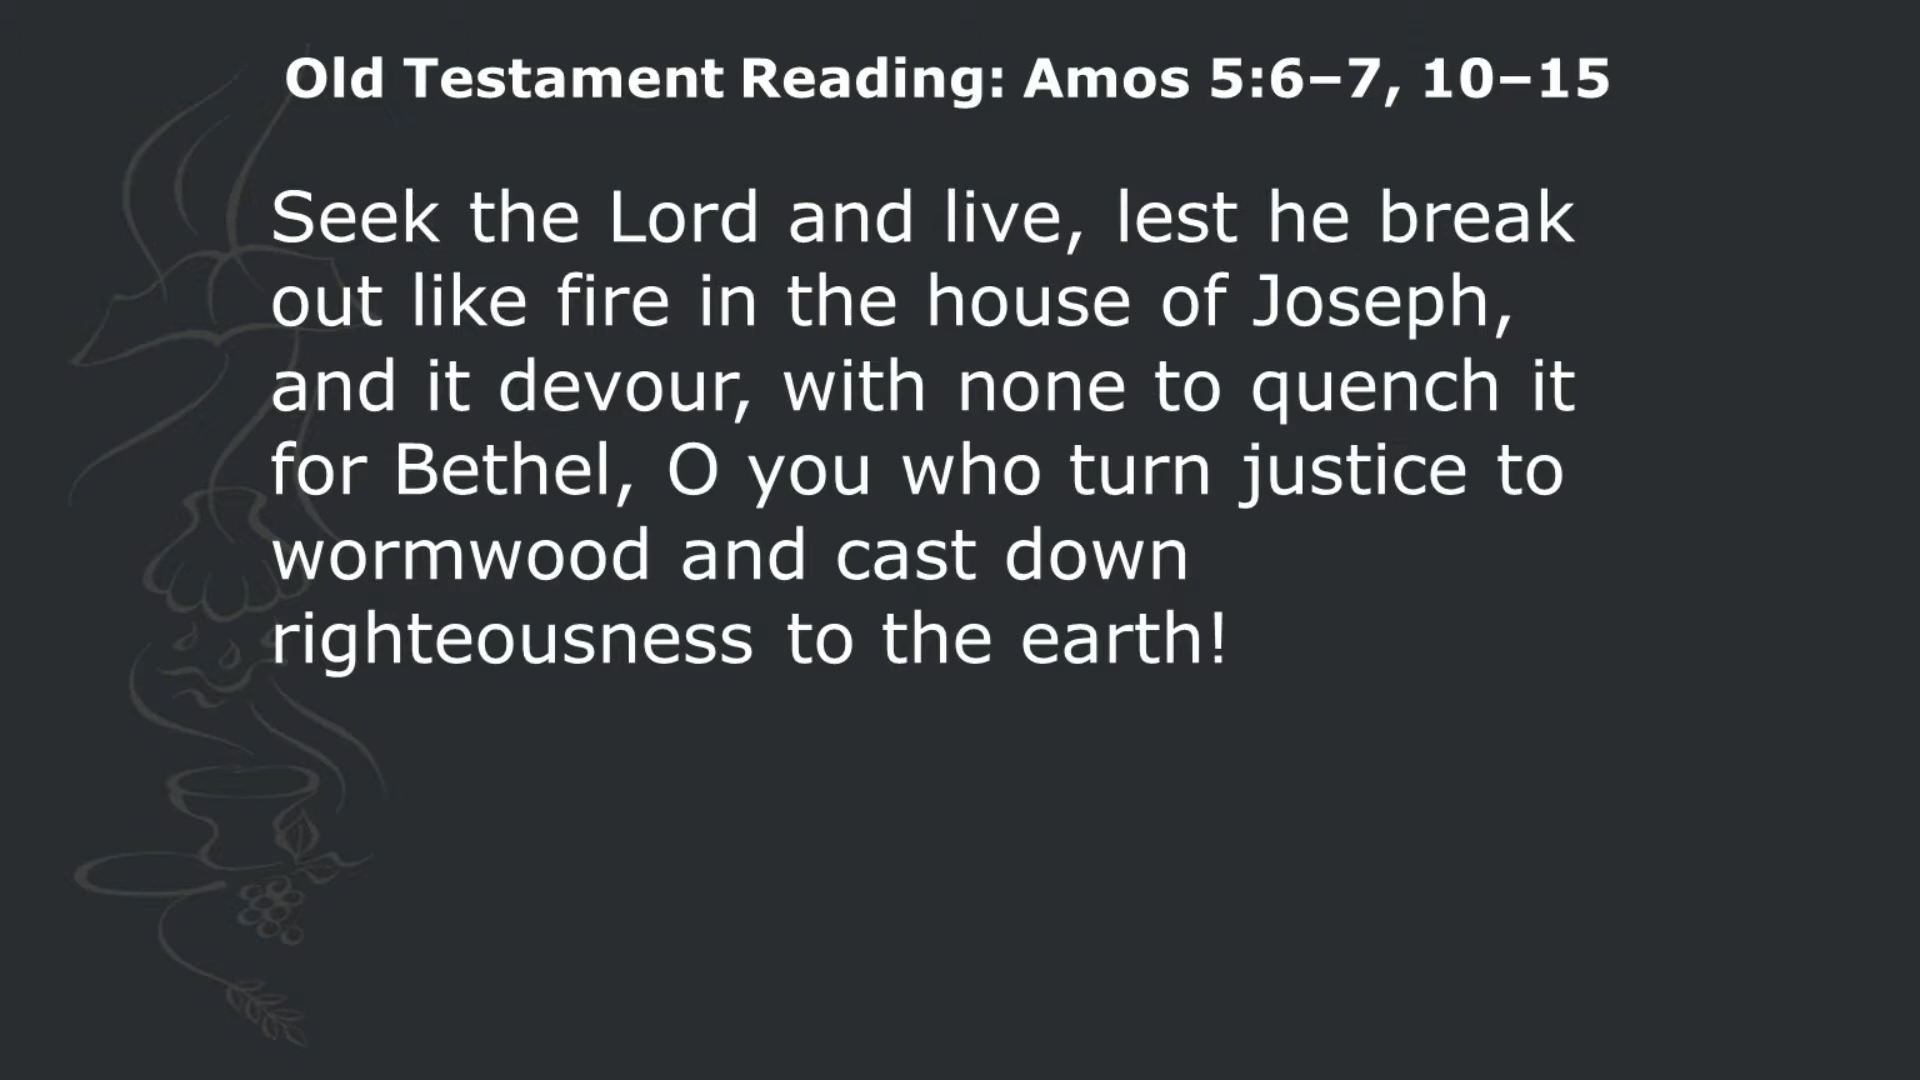 Old Testament Reading: Amos 5:6–7, 10–15
Seek the Lord and live, lest he break
out like fire in the house of Joseph,
and it devour, with none to quench it
for Bethel, O you who turn justice to
wormwood and cast down
righteousness to the earth!